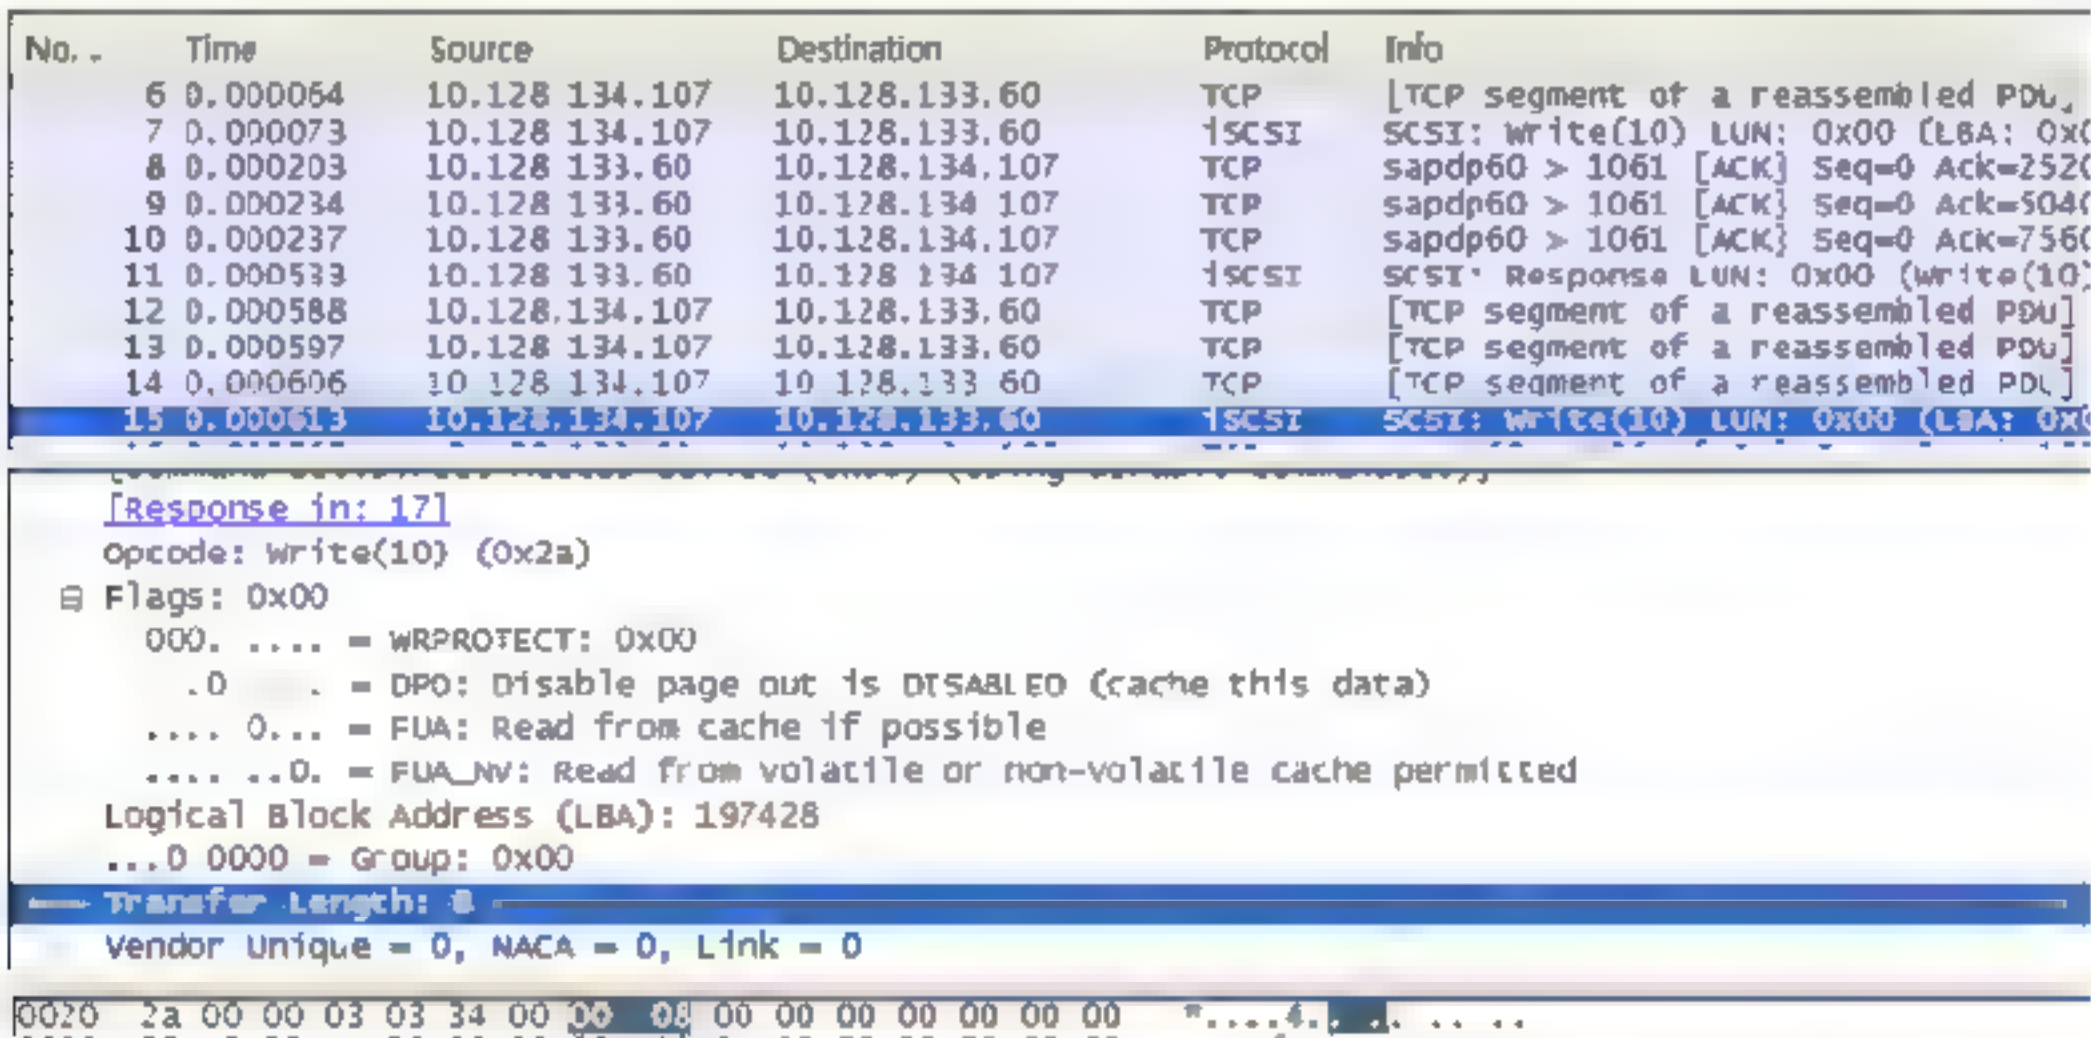 No. . Time Source Destination Protocol Info
6 0.000064 10.128.134.107 10.128.133.60 TCP [TCP segment of a reassembled PDU]
7 0.000073 10.128.134.107 10.128.133.60 iSCSI SCSI: Write(10) LUN: 0x00 (LBA: 0x0
8 0.000203 10.128.133.60 10.128.134.107 TCP sapdp60 > 1061 [ACK] Seq=0 Ack=2520
9 0.000234 10.128.133.60 10.128.134.107 TCP sapdp60 > 1061 [ACK] Seq=0 Ack=5040
10 0.000237 10.128.133.60 10.128.134.107 TCP sapdp60 > 1061 [ACK] Seq=0 Ack=7560
11 0.000533 10.128.133.60 10.128.134.107 iSCSI SCSI: Response LUN: 0x00 (Write(10)
12 0.000588 10.128.134.107 10.128.133.60 TCP [TCP segment of a reassembled PDU]
13 0.000597 10.128.134.107 10.128.133.60 TCP [TCP segment of a reassembled PDU]
14 0.000606 10.128.134.107 10.128.133.60 TCP [TCP segment of a reassembled PDU]
15 0.000613 10.128.134.107 10.128.133.60 iSCSI SCSI: Write(10) LUN: 0x00 (LBA: 0x0
[Response in: 17]
Opcode: Write(10) (0x2a)
Flags: 0x00
000. .... = WRPROTECT: 0x00
...0 .... = DPO: Disable page out is DISABLED (cache this data)
.... 0... = FUA: Read from cache if possible
.... ..0. = FUA_NV: Read from volatile or non-volatile cache permitted
Logical Block Address (LBA): 197428
...0 0000 = Group: 0x00
Transfer Length: 8
Vendor Unique = 0, NACA = 0, Link = 0
0020 2a 00 00 03 03 34 00 00 08 00 00 00 00 00 00 00 *....4.. ........